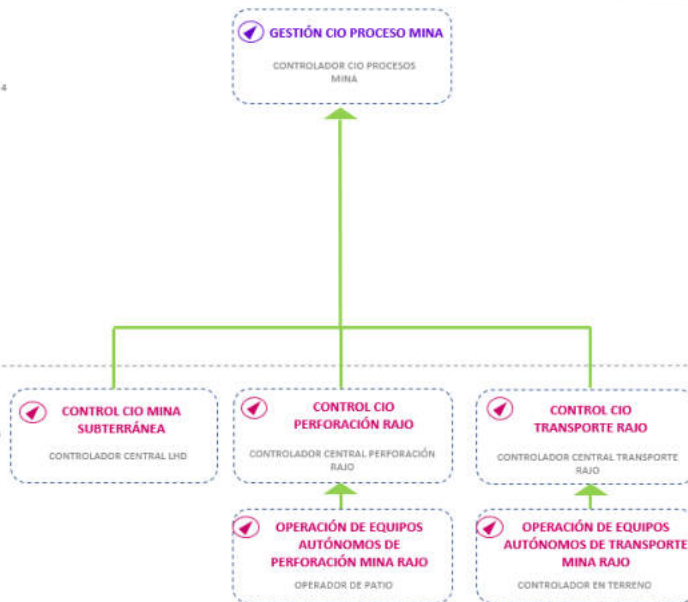 GESTIÓN CIO PROCESO MINA
CONTROLADOR CIO PROCESOS
MINA
4
CONTROL CIO MINA
SUBTERRÁNEA
CONTROLADOR CENTRAL LHD
CONTROL CIO
PERFORACIÓN RAJO
CONTROLADOR CENTRAL PERFORACIÓN
RAJO
CONTROL CIO
TRANSPORTE RAJO
CONTROLADOR CENTRAL TRANSPORTE
RAJO
OPERACIÓN DE EQUIPOS
AUTÓNOMOS DE
PERFORACIÓN MINA RAJO
OPERADOR DE PATIO
OPERACIÓN DE EQUIPOS
AUTÓNOMOS DE TRANSPORTE
MINA RAJO
CONTROLADOR EN TERRENO